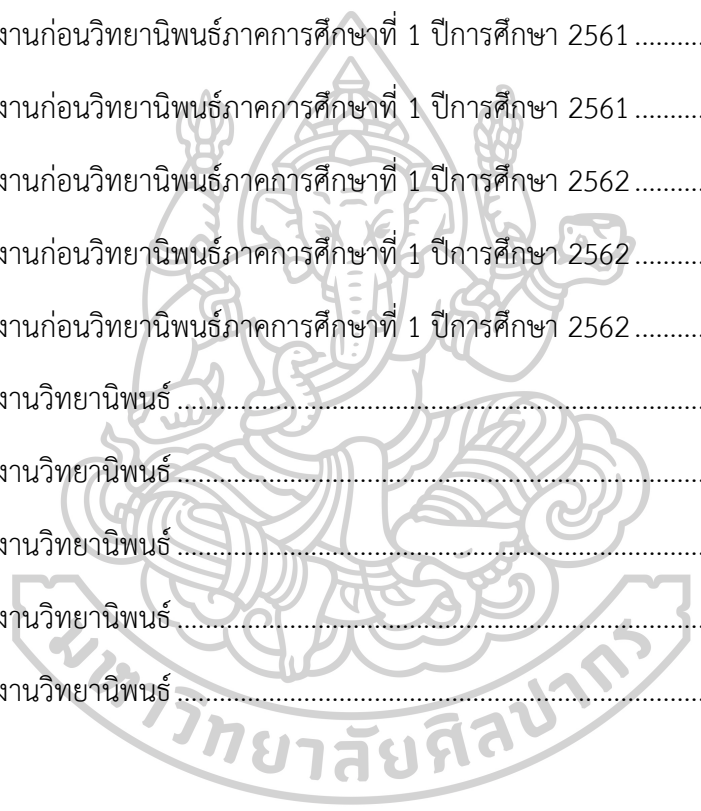 งานก่อนวิทยานิพนธ์ภาคการศึกษาที่ 1 ปีการศึกษา 2561
งานก่อนวิทยานิพนธ์ภาคการศึกษาที่ 1 ปีการศึกษา 2561
งานก่อนวิทยานิพนธ์ภาคการศึกษาที่ 1 ปีการศึกษา 2562
งานก่อนวิทยานิพนธ์ภาคการศึกษาที่ 1 ปีการศึกษา 2562
งานก่อนวิทยานิพนธ์ภาคการศึกษาที่ 1 ปีการศึกษา 2562
งานวิทยานิพนธ์
งานวิทยานิพนธ์
งานวิทยานิพนธ์
งานวิทยานิพนธ์
งานวิทยานิพนธ์
มหาวิทยาลัยศิลปากร